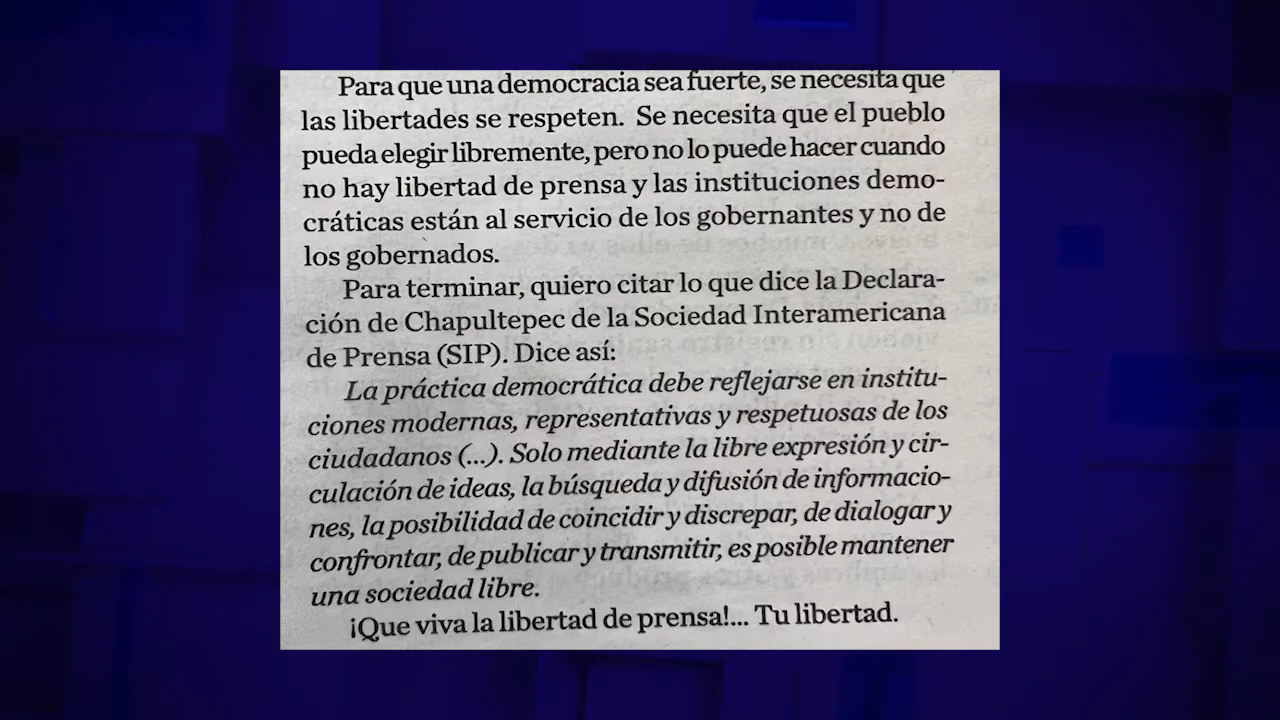 Para que una democracia sea fuerte, se necesita que
las libertades se respeten. Se necesita que el pueblo
pueda elegir libremente, pero no lo puede hacer cuando
no hay libertad de prensa y las instituciones demo-
cráticas están al servicio de los gobernantes y no de
los gobernados.
Para terminar, quiero citar lo que dice la Declara-
ción de Chapultepec de la Sociedad Interamericana
de Prensa (SIP). Dice así:
La práctica democrática debe reflejarse en institu-
ciones modernas, representativas y respetuosas de los
ciudadanos (...). Solo mediante la libre expresión y cir-
culación de ideas, la búsqueda y difusión de informacio-
nes, la posibilidad de coincidir y discrepar, de dialogar y
confrontar, de publicar y transmitir, es posible mantener
una sociedad libre.
¡Que viva la libertad de prensa!... Tu libertad.